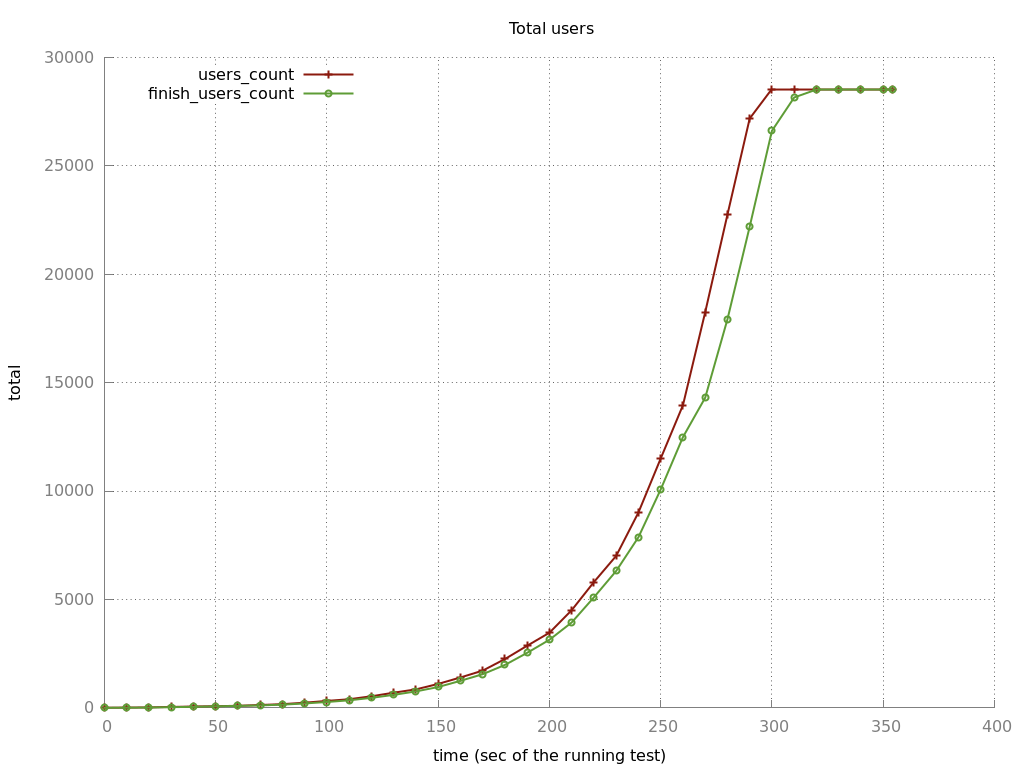 Total users
users_count
finish_users_count
30000
25000
20000
15000
10000
5000
0
total
0 50 100 150 200 250 300 350 400
time (sec of the running test)